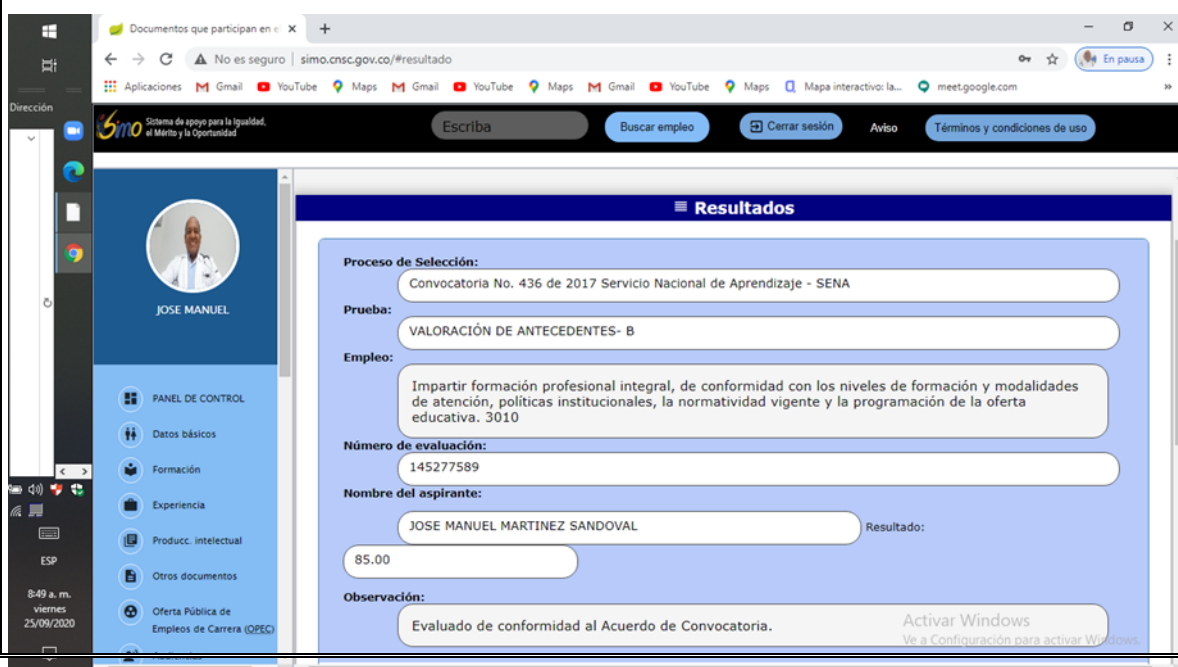 Documentos que participan en e
No es seguro | simo.cnsc.gov.co/#resultado
En pausa
Aplicaciones M Gmail YouTube Maps M Gmail YouTube Maps M Gmail YouTube Maps Mapa interactivo: la... meet.google.com »
Dirección
Simo Sistema de apoyo para la Igualdad,
el Mérito y la Oportunidad
Escriba
Buscar empleo
Cerrar sesión
Aviso
Términos y condiciones de uso
JOSE MANUEL
PANEL DE CONTROL
Datos básicos
Formación
Experiencia
Producc. intelectual
Otros documentos
Oferta Pública de
Empleos de Carrera (OPEC)
Resultados
Proceso de Selección:
Convocatoria No. 436 de 2017 Servicio Nacional de Aprendizaje - SENA
Prueba:
VALORACIÓN DE ANTECEDENTES- B
Empleo:
Impartir formación profesional integral, de conformidad con los niveles de formación y modalidades
de atención, políticas institucionales, la normatividad vigente y la programación de la oferta
educativa. 3010
Número de evaluación:
145277589
Nombre del aspirante:
JOSE MANUEL MARTINEZ SANDOVAL
Resultado:
85.00
Observación:
Evaluado de conformidad al Acuerdo de Convocatoria.
Activar Windows
Ve a Configuración para activar Windows.
ESP
8:49 a. m.
viernes
25/09/2020